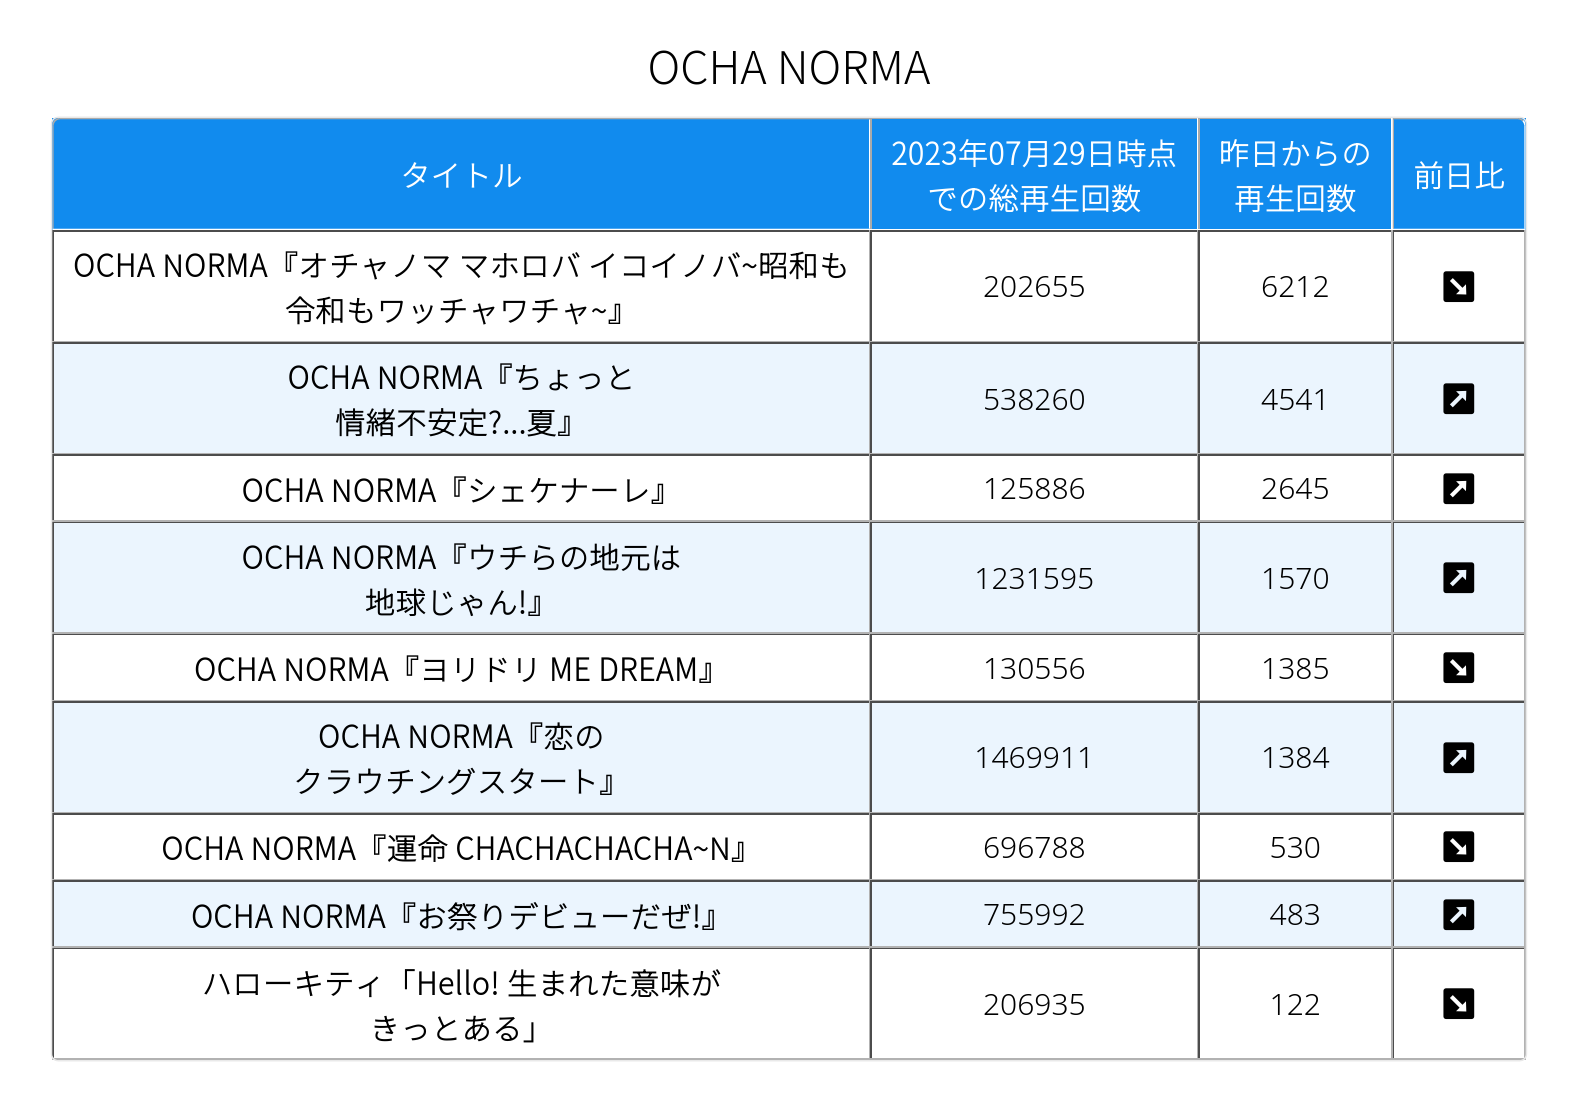 OCHA NORMA
タイトル
2023年07月29日時点
での総再生回数
昨日からの
再生回数
前日比
OCHA NORMA『オチャノマ マホロバ イコイノバ~昭和も
令和もワッチャワチャ~』
202655
6212
OCHA NORMA『ちょっと
情緒不安定?...夏』
538260
4541
OCHA NORMA『シェケナーレ』
125886
2645
OCHA NORMA『ウチらの地元は
地球じゃん!』
1231595
1570
OCHA NORMA『ヨリドリ ME DREAM』
130556
1385
OCHA NORMA『恋の
クラウチングスタート』
1469911
1384
OCHA NORMA『運命 CHACHACHACHA~N』
696788
530
OCHA NORMA『お祭りデビューだぜ!』
755992
483
ハローキティ「Hello! 生まれた意味が
きっとある」
206935
122